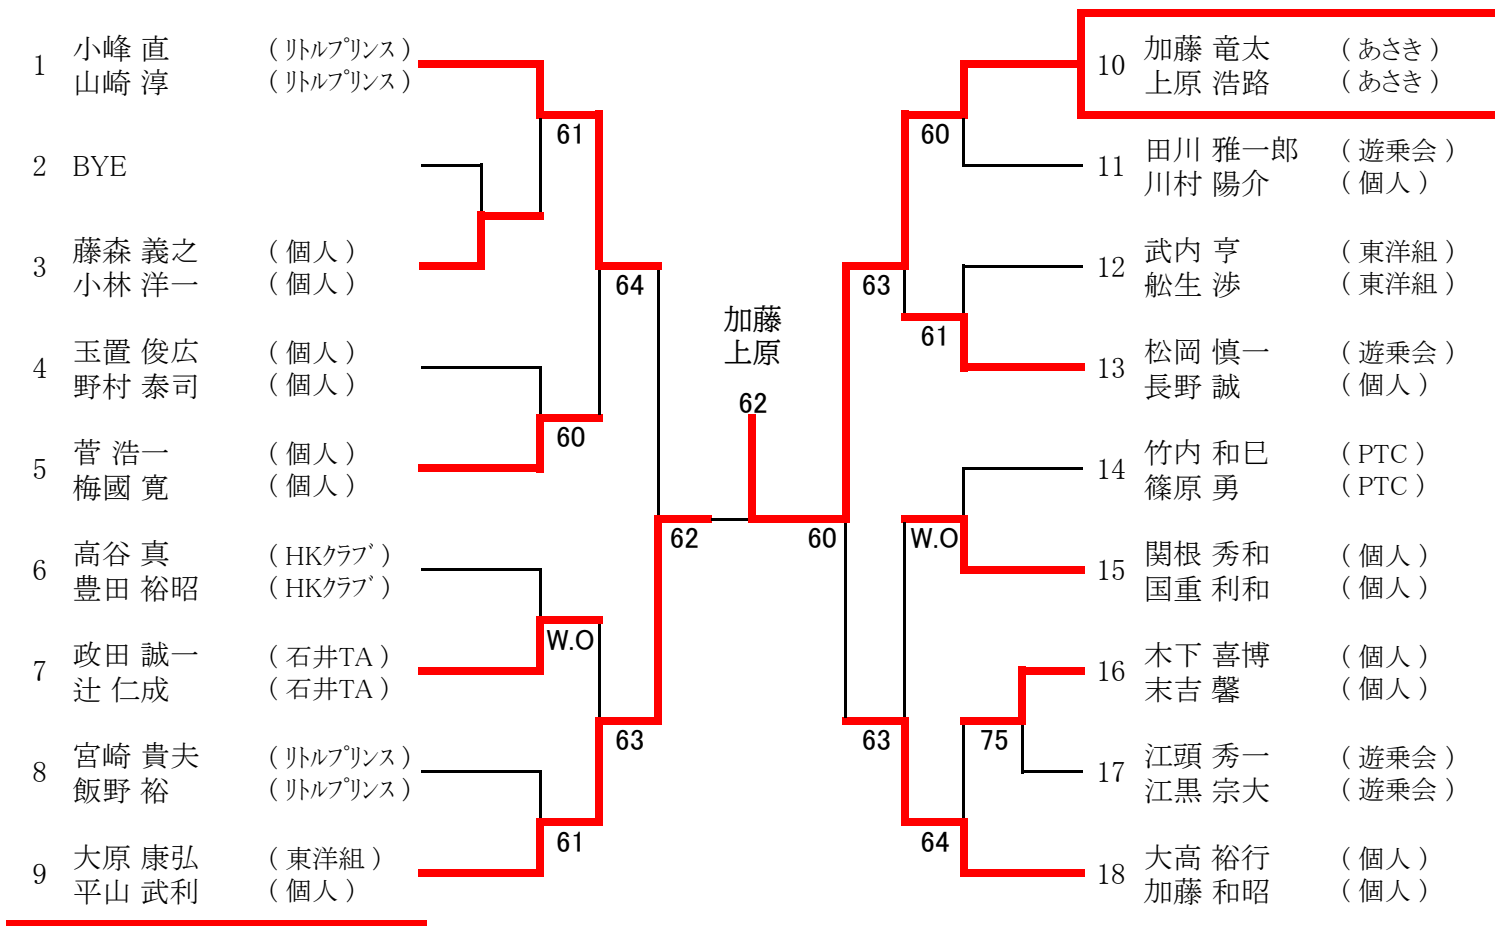 1 小峰 直 ( リトルプリンス )
山崎 淳 ( リトルプリンス )
61
2 BYE
3 藤森 義之 ( 個人 )
小林 洋一 ( 個人 )
64
4 玉置 俊広 ( 個人 )
野村 泰司 ( 個人 )
60
5 菅 浩一 ( 個人 )
梅國 寛 ( 個人 )
62
6 高谷 真 ( HKクラブ )
豊田 裕昭 ( HKクラブ )
W.O
7 政田 誠一 ( 石井TA )
辻 仁成 ( 石井TA )
63
8 宮崎 貴夫 ( リトルプリンス )
飯野 裕 ( リトルプリンス )
61
9 大原 康弘 ( 東洋組 )
平山 武利 ( 個人 )
加藤
上原
62
10 加藤 竜太 ( あさき )
上原 浩路 ( あさき )
60
11 田川 雅一郎 ( 遊乗会 )
川村 陽介 ( 個人 )
63
12 武内 亨 ( 東洋組 )
舩生 渉 ( 東洋組 )
61
13 松岡 慎一 ( 遊乗会 )
長野 誠 ( 個人 )
60
14 竹内 和巳 ( PTC )
篠原 勇 ( PTC )
W.O
15 関根 秀和 ( 個人 )
国重 利和 ( 個人 )
63
16 木下 喜博 ( 個人 )
末吉 馨 ( 個人 )
75
17 江頭 秀一 ( 遊乗会 )
江黒 宗大 ( 遊乗会 )
64
18 大高 裕行 ( 個人 )
加藤 和昭 ( 個人 )